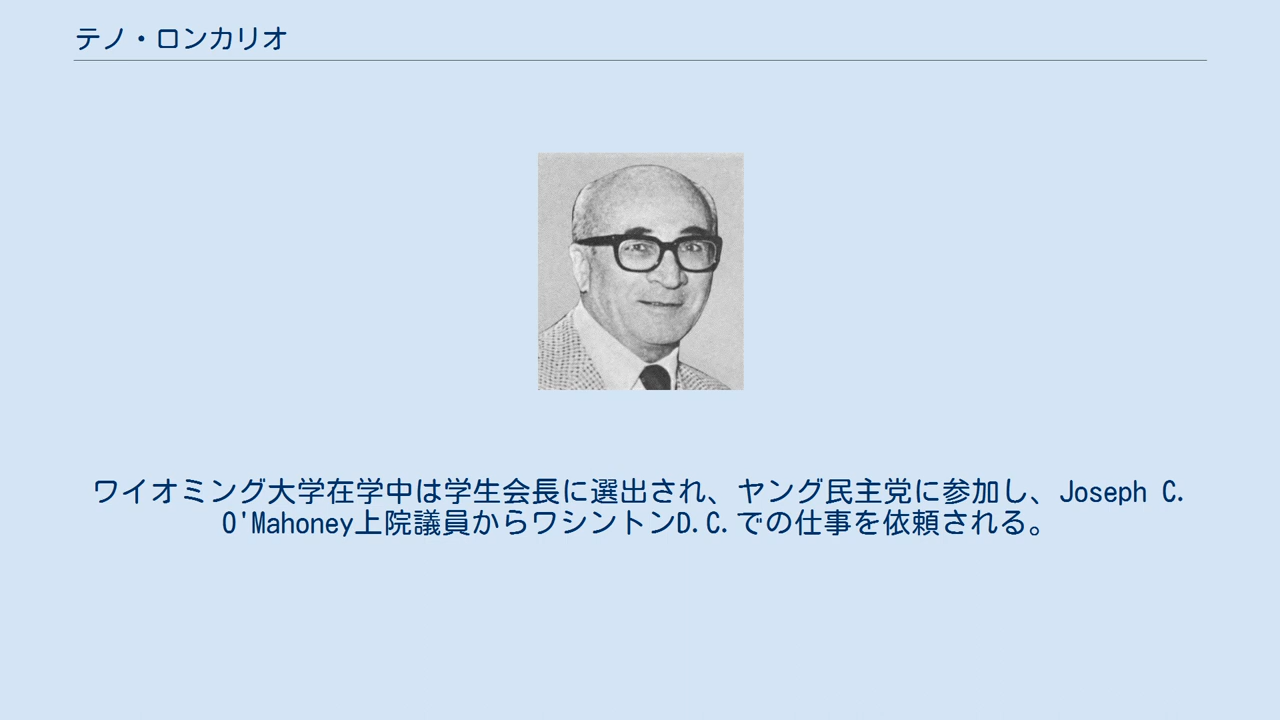 テノ・ロンカリオ
ワイオミング大学在学中は学生会長に選出され、ヤング民主党に参加し、Joseph C.
O'Mahoney上院議員からワシントンD.C.での仕事を依頼される。